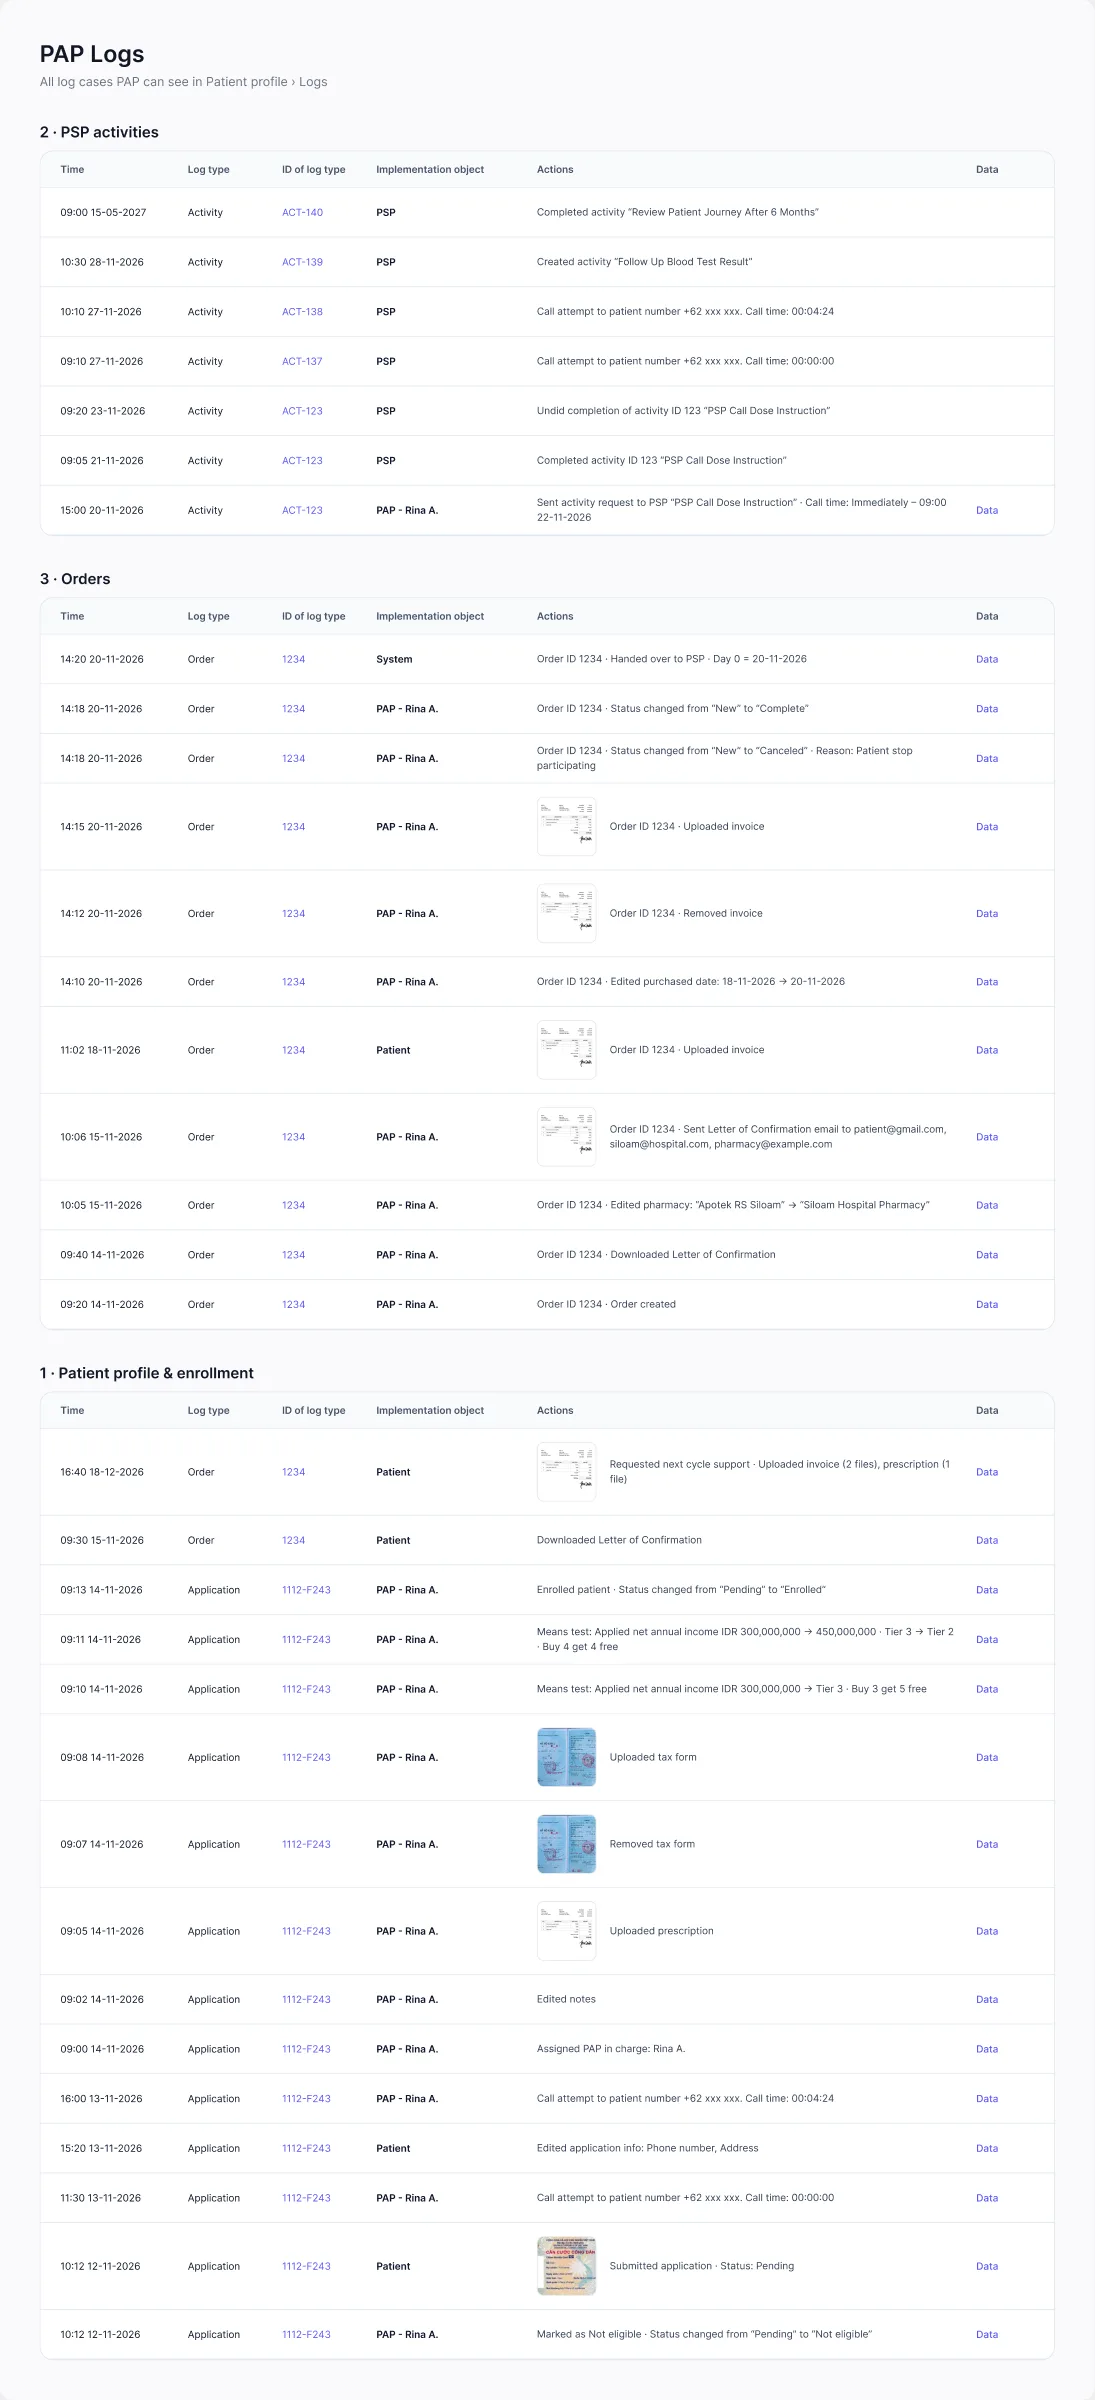 PAP Logs
All log cases PAP can see in Patient profile › Logs
2 · PSP activities
Time Log type ID of log type Implementation object Actions Data
09:00 15-05-2027 Activity ACT-140 PSP Completed activity “Review Patient Journey After 6 Months”
10:30 28-11-2026 Activity ACT-139 PSP Created activity “Follow Up Blood Test Result”
10:10 27-11-2026 Activity ACT-138 PSP Call attempt to patient number +62 xxx xxx. Call time: 00:04:24
09:10 27-11-2026 Activity ACT-137 PSP Call attempt to patient number +62 xxx xxx. Call time: 00:00:00
09:20 23-11-2026 Activity ACT-123 PSP Undid completion of activity ID 123 “PSP Call Dose Instruction”
09:05 21-11-2026 Activity ACT-123 PSP Completed activity ID 123 “PSP Call Dose Instruction”
15:00 20-11-2026 Activity ACT-123 PAP - Rina A. Sent activity request to PSP “PSP Call Dose Instruction” · Call time: Immediately – 09:00
22-11-2026 Data
3 · Orders
Time Log type ID of log type Implementation object Actions Data
14:20 20-11-2026 Order 1234 System Order ID 1234 · Handed over to PSP · Day 0 = 20-11-2026 Data
14:18 20-11-2026 Order 1234 PAP - Rina A. Order ID 1234 · Status changed from “New” to “Complete” Data
14:18 20-11-2026 Order 1234 PAP - Rina A. Order ID 1234 · Status changed from “New” to “Canceled” · Reason: Patient stop
participating Data
14:15 20-11-2026 Order 1234 PAP - Rina A. Order ID 1234 · Uploaded invoice Data
14:12 20-11-2026 Order 1234 PAP - Rina A. Order ID 1234 · Removed invoice Data
14:10 20-11-2026 Order 1234 PAP - Rina A. Order ID 1234 · Edited purchased date: 18-11-2026 → 20-11-2026 Data
11:02 18-11-2026 Order 1234 Patient Order ID 1234 · Uploaded invoice Data
10:06 15-11-2026 Order 1234 PAP - Rina A. Order ID 1234 · Sent Letter of Confirmation email to patient@gmail.com,
siloam@hospital.com, pharmacy@example.com Data
10:05 15-11-2026 Order 1234 PAP - Rina A. Order ID 1234 · Edited pharmacy: “Apotek RS Siloam” → “Siloam Hospital Pharmacy” Data
09:40 14-11-2026 Order 1234 PAP - Rina A. Order ID 1234 · Downloaded Letter of Confirmation Data
09:20 14-11-2026 Order 1234 PAP - Rina A. Order ID 1234 · Order created Data
1 · Patient profile & enrollment
Time Log type ID of log type Implementation object Actions Data
16:40 18-12-2026 Order 1234 Patient Requested next cycle support · Uploaded invoice (2 files), prescription (1
file) Data
09:30 15-11-2026 Order 1234 Patient Downloaded Letter of Confirmation Data
09:13 14-11-2026 Application 1112-F243 PAP - Rina A. Enrolled patient · Status changed from “Pending” to “Enrolled” Data
09:11 14-11-2026 Application 1112-F243 PAP - Rina A. Means test: Applied net annual income IDR 300,000,000 → 450,000,000 · Tier 3 → Tier 2
· Buy 4 get 4 free Data
09:10 14-11-2026 Application 1112-F243 PAP - Rina A. Means test: Applied net annual income IDR 300,000,000 → Tier 3 · Buy 3 get 5 free Data
09:08 14-11-2026 Application 1112-F243 PAP - Rina A. Uploaded tax form Data
09:07 14-11-2026 Application 1112-F243 PAP - Rina A. Removed tax form Data
09:05 14-11-2026 Application 1112-F243 PAP - Rina A. Uploaded prescription Data
09:02 14-11-2026 Application 1112-F243 PAP - Rina A. Edited notes Data
09:00 14-11-2026 Application 1112-F243 PAP - Rina A. Assigned PAP in charge: Rina A. Data
16:00 13-11-2026 Application 1112-F243 PAP - Rina A. Call attempt to patient number +62 xxx xxx. Call time: 00:04:24 Data
15:20 13-11-2026 Application 1112-F243 Patient Edited application info: Phone number, Address Data
11:30 13-11-2026 Application 1112-F243 PAP - Rina A. Call attempt to patient number +62 xxx xxx. Call time: 00:00:00 Data
CĂN CƯỚC CÔNG DÂN
10:12 12-11-2026 Application 1112-F243 Patient Submitted application · Status: Pending Data
10:12 12-11-2026 Application 1112-F243 PAP - Rina A. Marked as Not eligible · Status changed from “Pending” to “Not eligible” Data